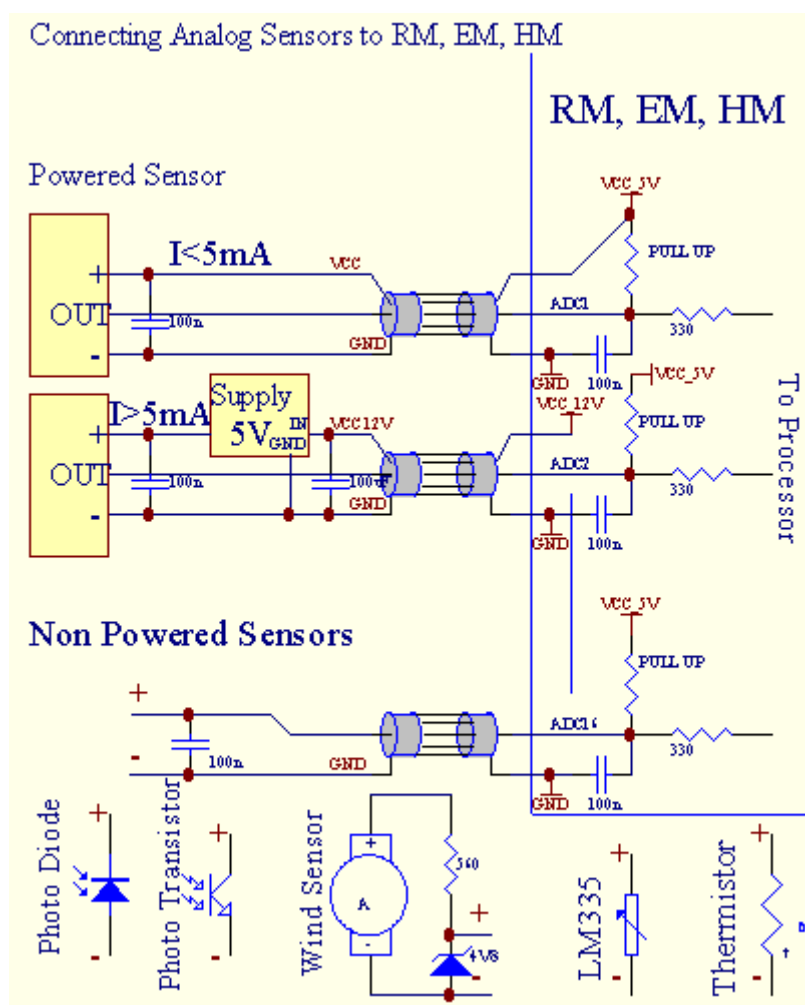 Connecting Analog Sensors to RM, EM, HM
RM, EM, HM
Powered Sensor
VCC_5V
I<5mA
VCC
PULL UP
+
OUT
-
100n
ADC1
330
GND
GND
100n
To Processor
I>5mA
Supply
5V
IN
GND
VCC12V
VCC_12V
VCC_5V
PULL UP
+
OUT
-
100n
ADC2
330
GND
GND
100n
Non Powered Sensors
VCC_5V
PULL UP
+
-
100n
GND
ADC16
330
GND
100n
Photo Diode
+
-
Photo Transistor
+
-
Wind Sensor
+
A
-
560
+
4V8
-
LM335
+
-
Thermistor
+
-
t